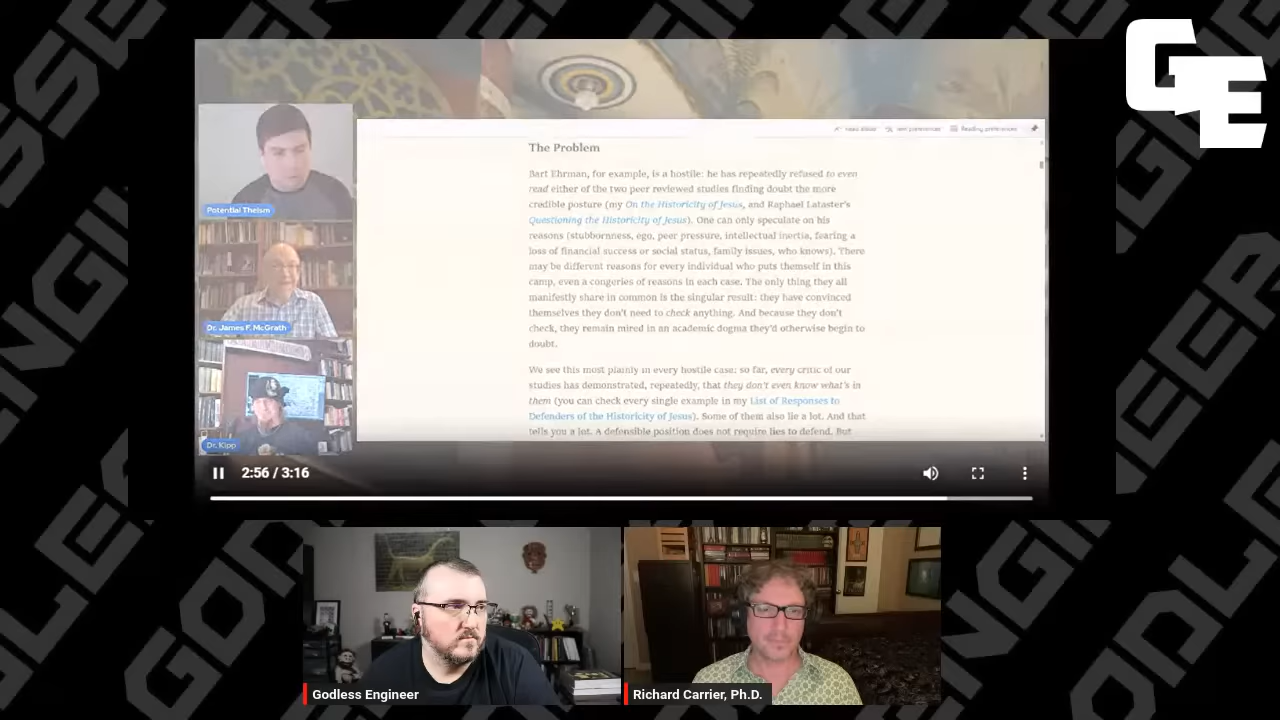 GE
read aloud
text preferences
Reading preferences
The Problem
Bart Ehrman, for example, is a hostile: he has repeatedly refused to even
read either of the two peer reviewed studies finding doubt the more
credible posture (my On the Historicity of Jesus, and Raphael Lataster's
Questioning the Historicity of Jesus). One can only speculate on his
reasons (stubbornness, ego, peer pressure, intellectual inertia, fearing a
loss of financial success or social status, family issues, who knows). There
may be different reasons for every individual who puts themself in this
camp, even a congeries of reasons in each case. The only thing they all
manifestly share in common is the singular result: they have convinced
themselves they don't need to check anything. And because they don't
check, they remain mired in an academic dogma they'd otherwise begin to
doubt.
We see this most plainly in every hostile case: so far, every critic of our
studies has demonstrated, repeatedly, that they don't even know what's in
them (you can check every single example in my List of Responses to
Defenders of the Historicity of Jesus). Some of them also lie a lot. And that
tells you a lot. A defensible position does not require lies to defend. But
Potential Theism
Dr. James F. McGrath
Dr. Kipp
2:56 / 3:16
Godless Engineer
Richard Carrier, Ph.D.